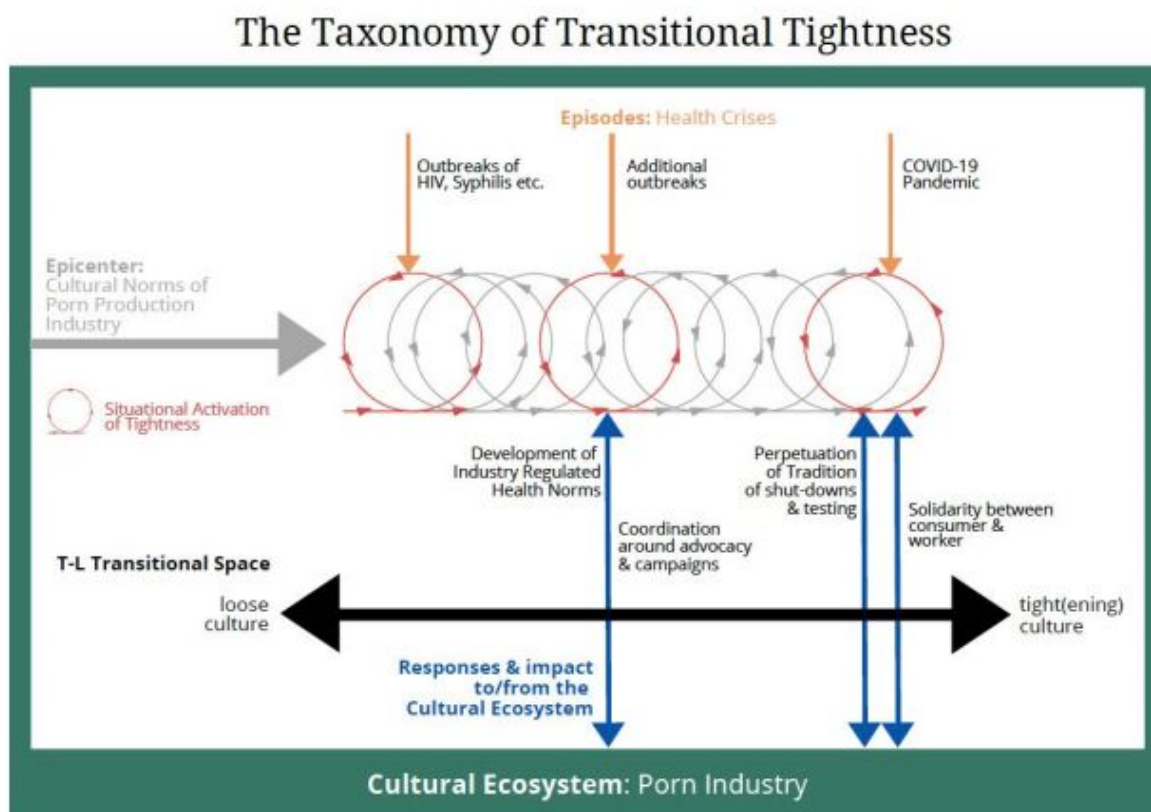 The Taxonomy of Transitional Tightness
Episodes: Health Crises
Outbreaks of
HIV, Syphilis etc.
Additional
outbreaks
COVID-19
Pandemic
Epicenter:
Cultural Norms of
Porn Production
Industry
Situational Activation
of Tightness
Development of
Industry Regulated
Health Norms
Coordination
around advocacy
& campaigns
Perpetuation
of Tradition
of shut-downs
& testing
Solidarity between
consumer &
worker
T-L Transitional Space
loose
culture
tight(ening)
culture
Responses & impact
to/from the
Cultural Ecosystem
Cultural Ecosystem: Porn Industry